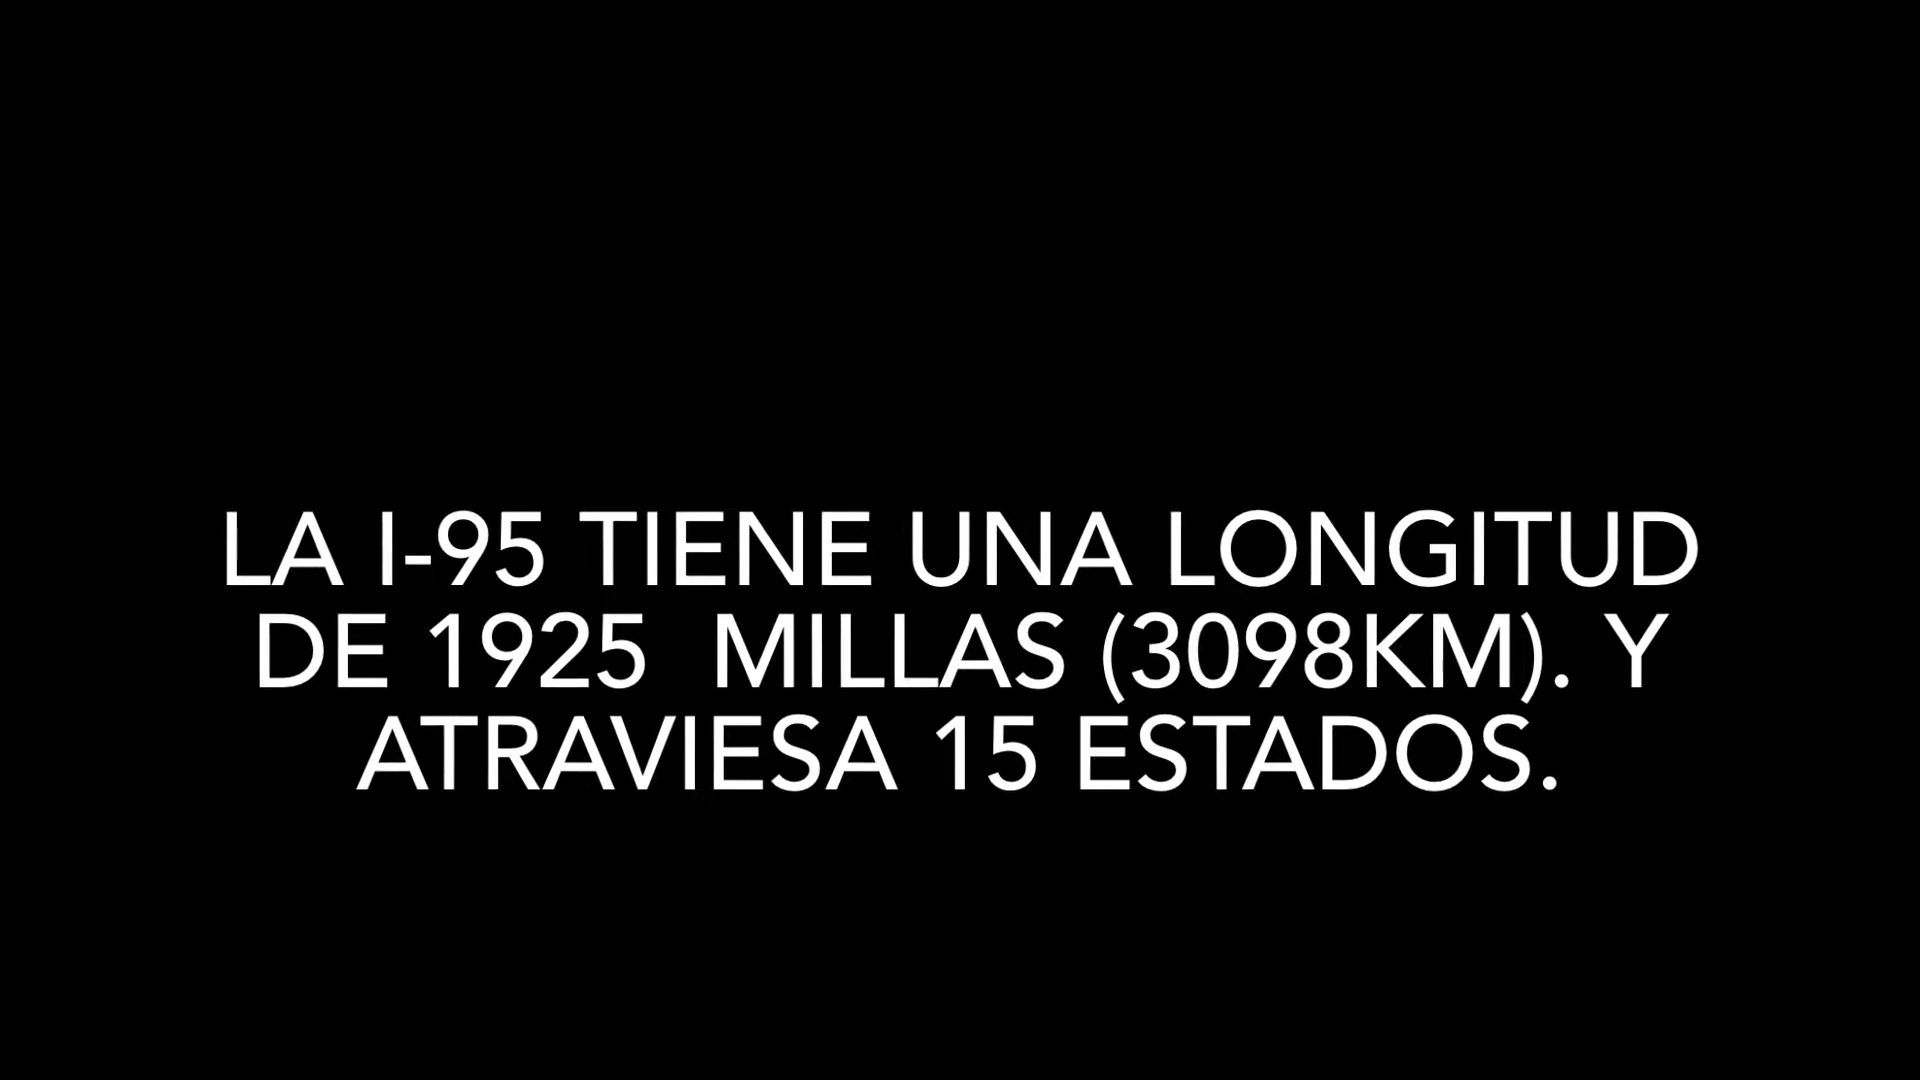 LA I-95 TIENE UNA LONGITUD
DE 1925  MILLAS (3098KM). Y
ATRAVIESA 15 ESTADOS.